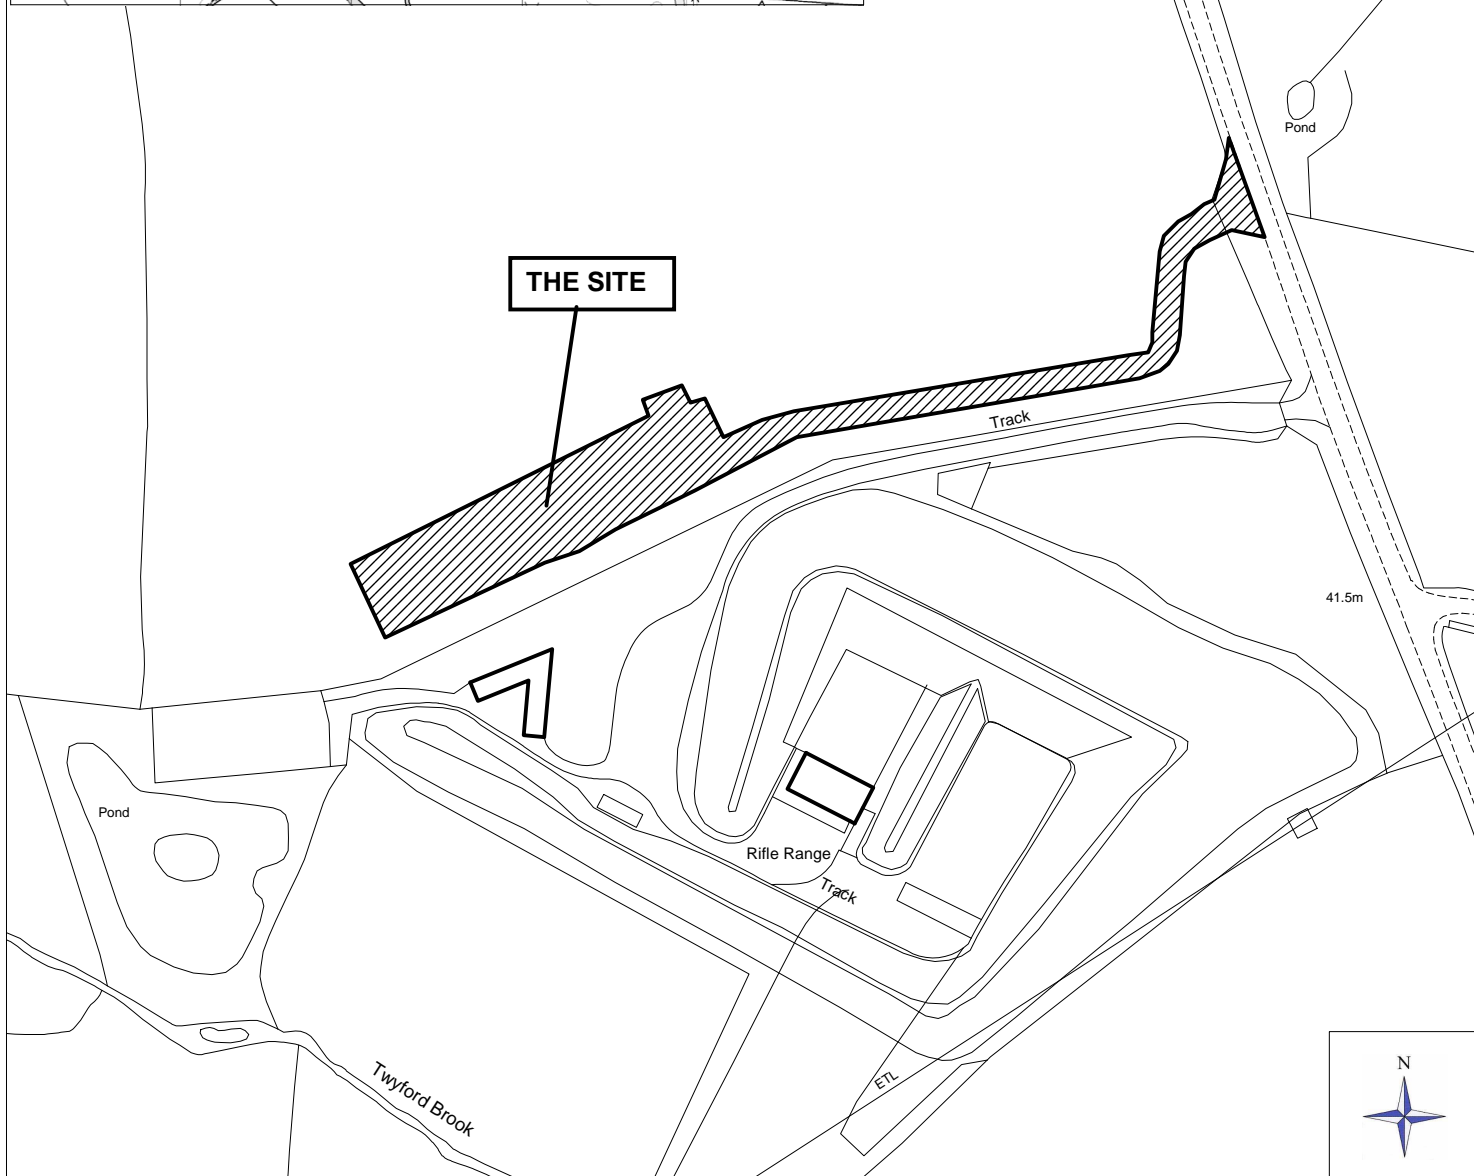 Pond
THE SITE
Track
41.5m
Pond
Rifle Range
Track
ETL
Twyford Brook
N